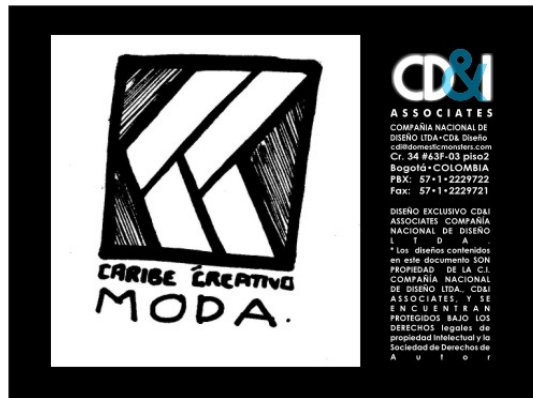 CARIBE CREATIVO
MODA.
CD&I
ASSOCIATES
COMPAÑIA NACIONAL DE
DISEÑO LTDA•CD& Diseño
cdi@domesticmonsters.com
Cr. 34 #63F-03 piso2
Bogotá•COLOMBIA
PBX: 57•1•2229722
Fax: 57•1•2229721
DISEÑO EXCLUSIVO CD&I
ASSOCIATES COMPAÑÍA
NACIONAL DE DISEÑO
L T D A .
* Los diseños contenidos
en este documento SON
PROPIEDAD DE LA C.I.
COMPAÑÍA NACIONAL
DE DISEÑO LTDA., CD&I
ASSOCIATES, Y SE
ENCUENTRAN
PROTEGIDOS BAJO LOS
DERECHOS legales de
propiedad Intelectual y la
Sociedad de Derechos de
A u t o r